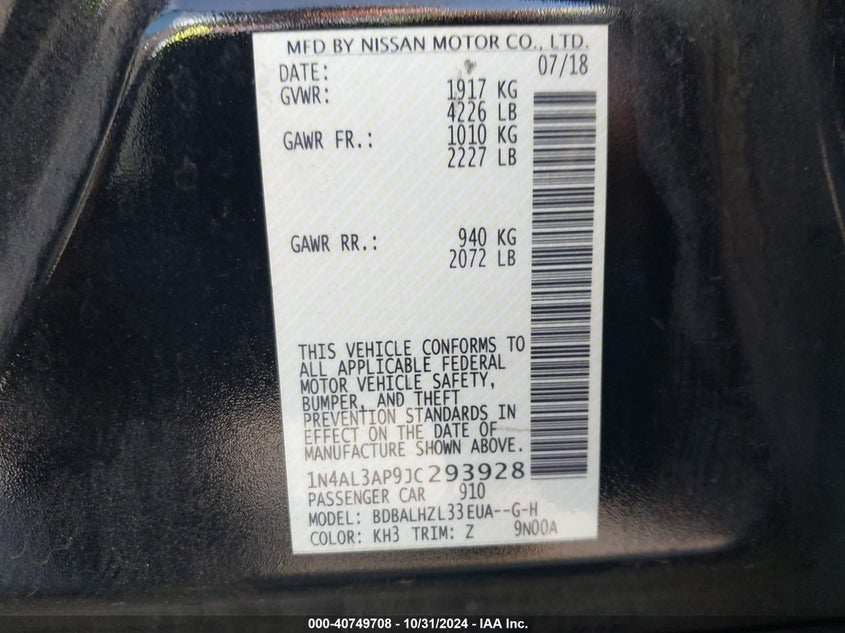 MFD BY NISSAN MOTOR CO., LTD.
DATE: 07/18
GVWR: 1917 KG
4226 LB
GAWR FR.: 1010 KG
2227 LB
GAWR RR.: 940 KG
2072 LB
THIS VEHICLE CONFORMS TO
ALL APPLICABLE FEDERAL
MOTOR VEHICLE SAFETY,
BUMPER, AND THEFT
PREVENTION STANDARDS IN
EFFECT ON THE DATE OF
MANUFACTURE SHOWN ABOVE.
1N4AL3AP9JC293928
PASSENGER CAR 910
MODEL: BDBALHZL33EUA--G-H
COLOR: KH3 TRIM: Z 9N00A
000-40749708 - 10/31/2024 - IAA Inc.